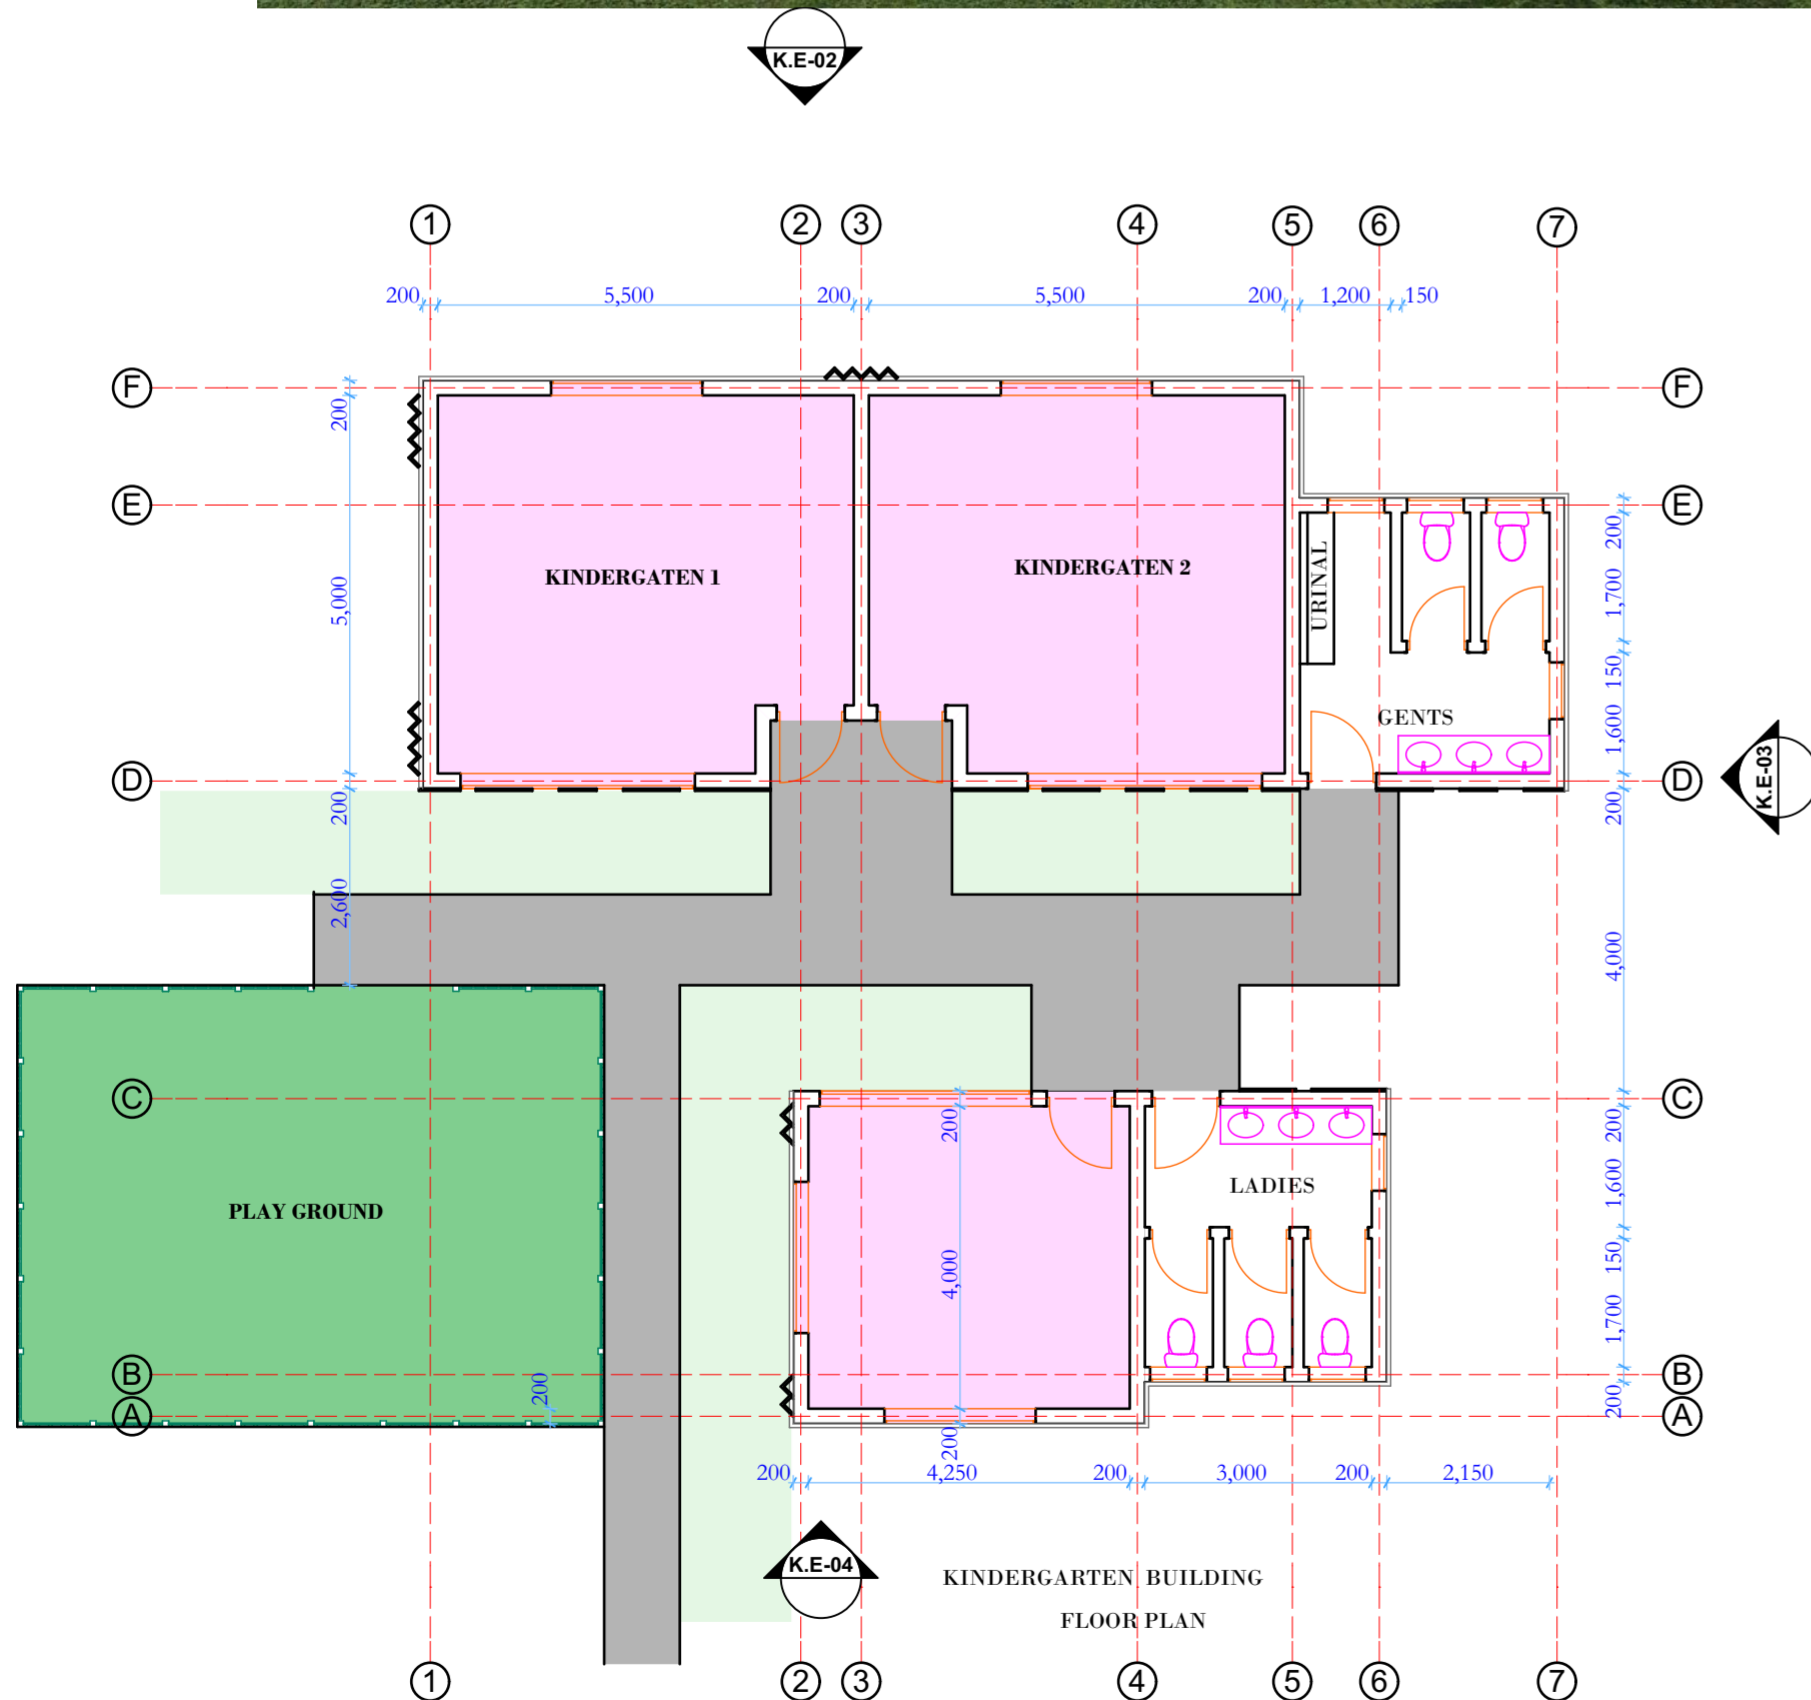 K.E-02
1 2 3 4 5 6 7
200 5,500 200 5,500 200 1,200 150
F F
200
E E
200
URINAL
KINDERGATEN 1 KINDERGATEN 2
5,000
1,700
150
GENTS
1,600
K.E-03
D D
200 200
2,600
4,000
C C
200 200
LADIES
1,600
PLAY GROUND
4,000
150
1,700
B B
200
200
A A
200
200 4,250 200 3,000 200 2,150
K.E-04
KINDERGARTEN BUILDING
FLOOR PLAN
1 2 3 4 5 6 7